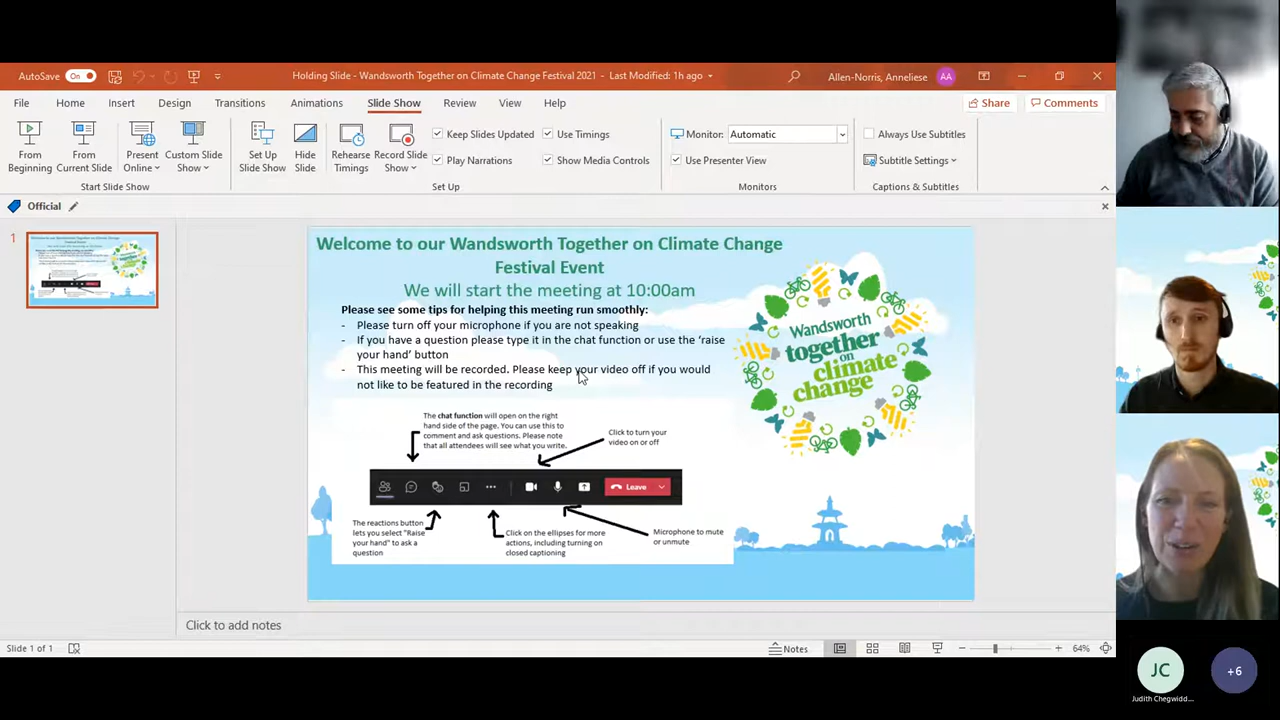 AutoSave On
Holding Slide - Wandsworth Together on Climate Change Festival 2021 - Last Modified: 1h ago
Allen-Norris, Anneliese AA
File Home Insert Design Transitions Animations Slide Show Review View Help Share Comments
From Beginning
From Current Slide
Present Online
Custom Slide Show
Start Slide Show
Set Up Slide Show
Hide Slide
Rehearse Timings
Record Slide Show
Keep Slides Updated
Use Timings
Play Narrations
Show Media Controls
Set Up
Monitor: Automatic
Use Presenter View
Monitors
Always Use Subtitles
Subtitle Settings
Captions & Subtitles
Official
1
Welcome to our Wandsworth Together on Climate Change
Festival Event
We will start the meeting at 10:00am
Please see some tips for helping this meeting run smoothly:
- Please turn off your microphone if you are not speaking
- If you have a question please type it in the chat function or use the ‘raise
your hand’ button
- This meeting will be recorded. Please keep your video off if you would
not like to be featured in the recording
Wandsworth
together
on
climate
change
The chat function will open on the right
hand side of the page. You can use this to
comment and ask questions. Please note
that all attendees will see what you write.
Click to turn your
video on or off
Leave
The reactions button
lets you select "Raise
your hand" to ask a
question
Click on the ellipses for more
actions, including turning on
closed captioning
Microphone to mute
or unmute
Click to add notes
Slide 1 of 1
Notes
64%
JC
Judith Chegwidd...
+6